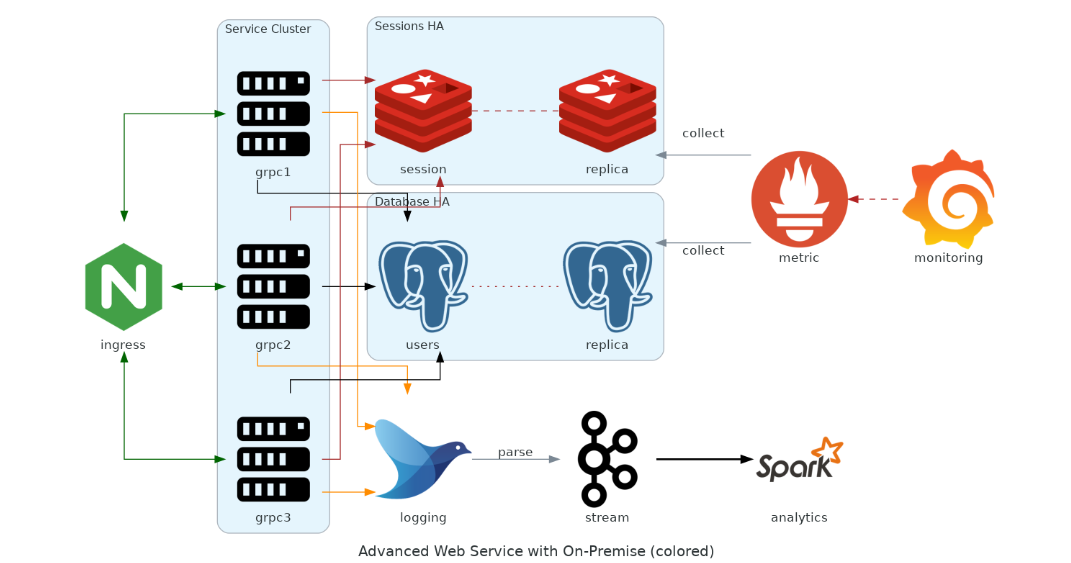 Service Cluster
Sessions HA
grpc1
session
replica
collect
Database HA
collect
metric
monitoring
N
ingress
grpc2
users
replica
parse
Spark
grpc3
logging
stream
analytics
Advanced Web Service with On-Premise (colored)